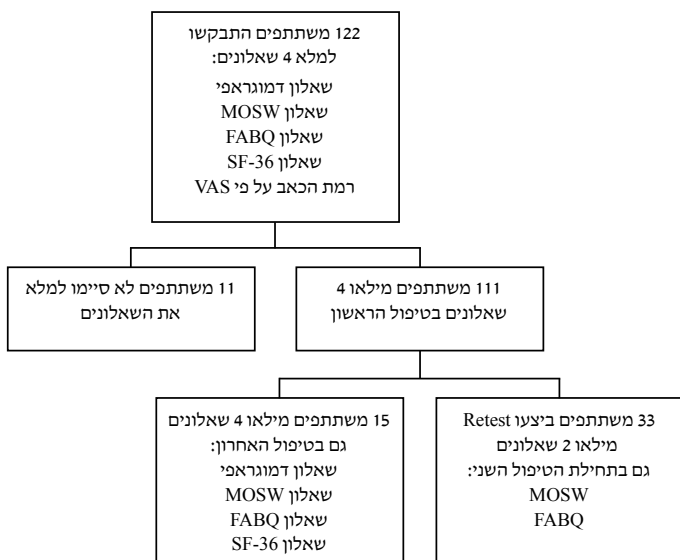 122 משתתפים התבקשו
למלא 4 שאלונים:
שאלון דמוגראפי
שאלון MOSW
שאלון FABQ
שאלון SF-36
רמת הכאב על פי VAS
111 משתתפים מילאו 4
שאלונים בטיפול הראשון
11 משתתפים לא סיימו למלא
את השאלונים
33 משתתפים ביצעו Retest
מילאו 2 שאלונים
גם בתחילת הטיפול השני:
MOSW
FABQ
15 משתתפים מילאו 4 שאלונים
גם בטיפול האחרון:
שאלון דמוגראפי
שאלון MOSW
שאלון FABQ
שאלון SF-36